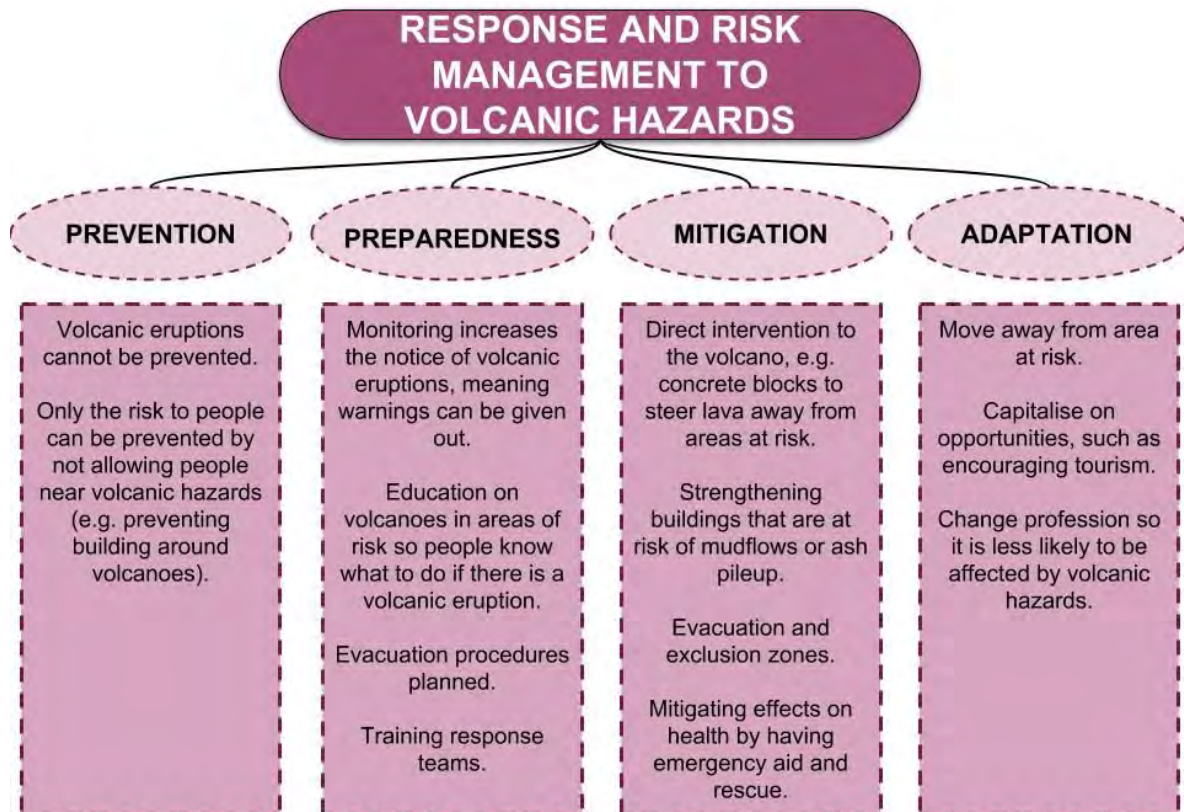 RESPONSE AND RISK
MANAGEMENT TO
VOLCANIC HAZARDS
PREVENTION
Volcanic eruptions
cannot be prevented.
Only the risk to people
can be prevented by
not allowing people
near volcanic hazards
(e.g. preventing
building around
volcanoes).
PREPAREDNESS
Monitoring increases
the notice of volcanic
eruptions, meaning
warnings can be given
out.
Education on
volcanoes in areas of
risk so people know
what to do if there is a
volcanic eruption.
Evacuation procedures
planned.
Training response
teams.
MITIGATION
Direct intervention to
the volcano, e.g.
concrete blocks to
steer lava away from
areas at risk.
Strengthening
buildings that are at
risk of mudflows or ash
pileup.
Evacuation and
exclusion zones.
Mitigating effects on
health by having
emergency aid and
rescue.
ADAPTATION
Move away from area
at risk.
Capitalise on
opportunities, such as
encouraging tourism.
Change profession so
it is less likely to be
affected by volcanic
hazards.